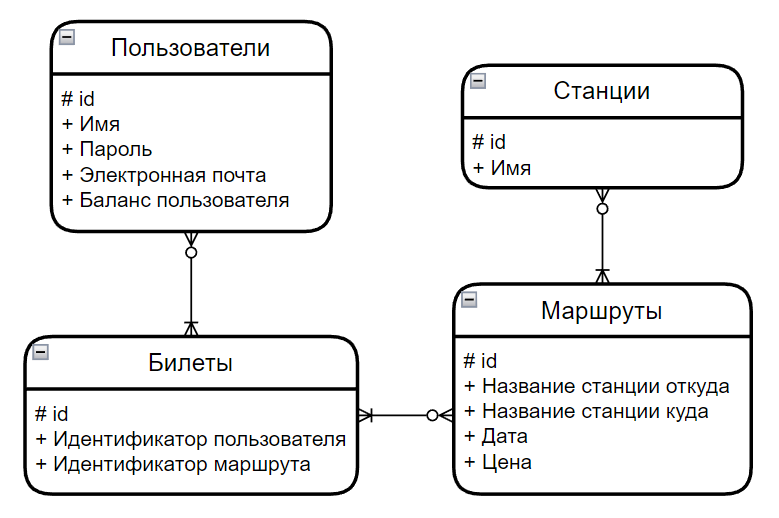 Пользователи
# id
+ Имя
+ Пароль
+ Электронная почта
+ Баланс пользователя
Станции
# id
+ Имя
Билеты
# id
+ Идентификатор пользователя
+ Идентификатор маршрута
Маршруты
# id
+ Название станции откуда
+ Название станции куда
+ Дата
+ Цена